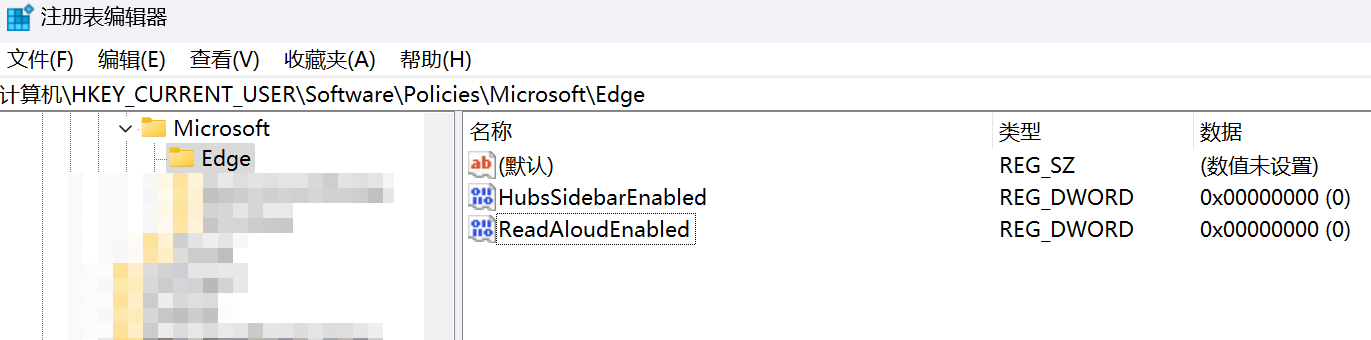 注册表编辑器
文件(F) 编辑(E) 查看(V) 收藏夹(A) 帮助(H)
计算机\HKEY_CURRENT_USER\Software\Policies\Microsoft\Edge
Microsoft
Edge
名称 类型 数据
ab (默认) REG_SZ (数值未设置)
HubsSidebarEnabled REG_DWORD 0x00000000 (0)
ReadAloudEnabled REG_DWORD 0x00000000 (0)